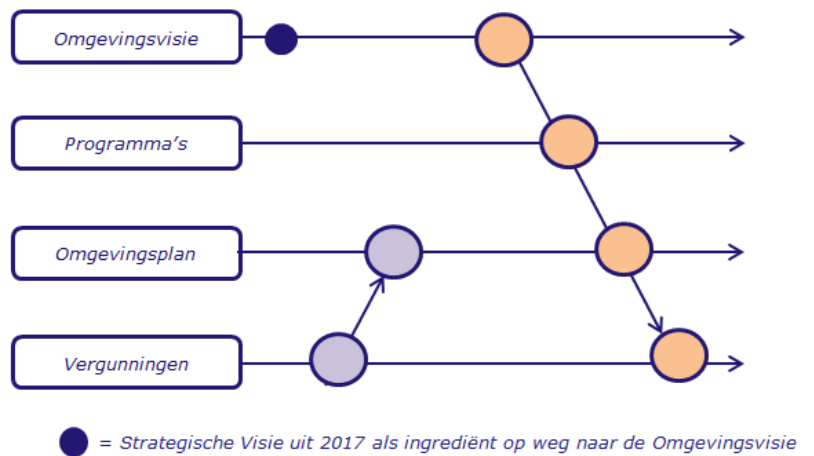 Omgevingsvisie
Programma's
Omgevingsplan
Vergunningen
= Strategische Visie uit 2017 als ingrediënt op weg naar de Omgevingsvisie